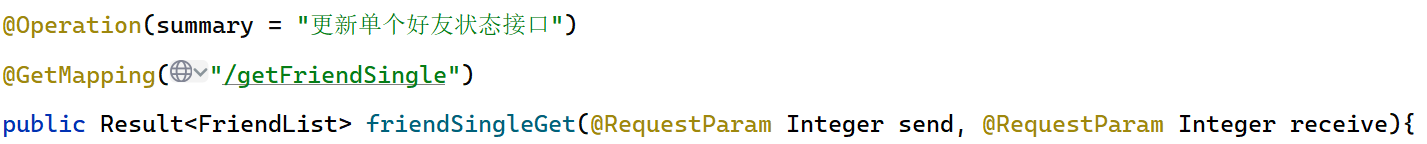 @Operation(summary = "更新单个好友状态接口")
@GetMapping("/getFriendSingle")
public Result<FriendList> friendSingleGet(@RequestParam Integer send, @RequestParam Integer receive){